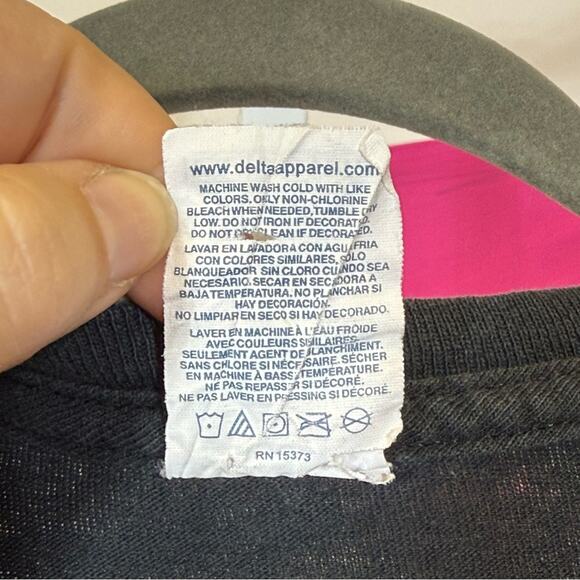 www.deltaapparel.com
MACHINE WASH COLD WITH LIKE
COLORS. ONLY NON-CHLORINE
BLEACH WHEN NEEDED, TUMBLE DRY
LOW. DO NOT IRON IF DECORATED.
DO NOT DRY CLEAN IF DECORATED.
LAVAR EN LAVADORA CON AGUA FRIA
CON COLORES SIMILARES. SOLO
BLANQUEADOR SIN CLORO CUANDO SEA
NECESARIO. SECAR EN SECADORA A
BAJA TEMPERATURA. NO PLANCHAR SI
HAY DECORACIÓN.
NO LIMPIAR EN SECO SI HAY DECORADO.
LAVER EN MACHINE À L'EAU FROIDE
AVEC COULEURS SIMILAIRES.
SEULEMENT AGENT DE BLANCHIMENT.
SANS CHLORE SI NÉCESSAIRE. SÉCHER
EN MACHINE À BASSE TEMPERATURE.
NE PAS REPASSER SI DÉCORÉ.
NE PAS LAVER EN PRESSING SI DÉCORÉ.
RN 15373